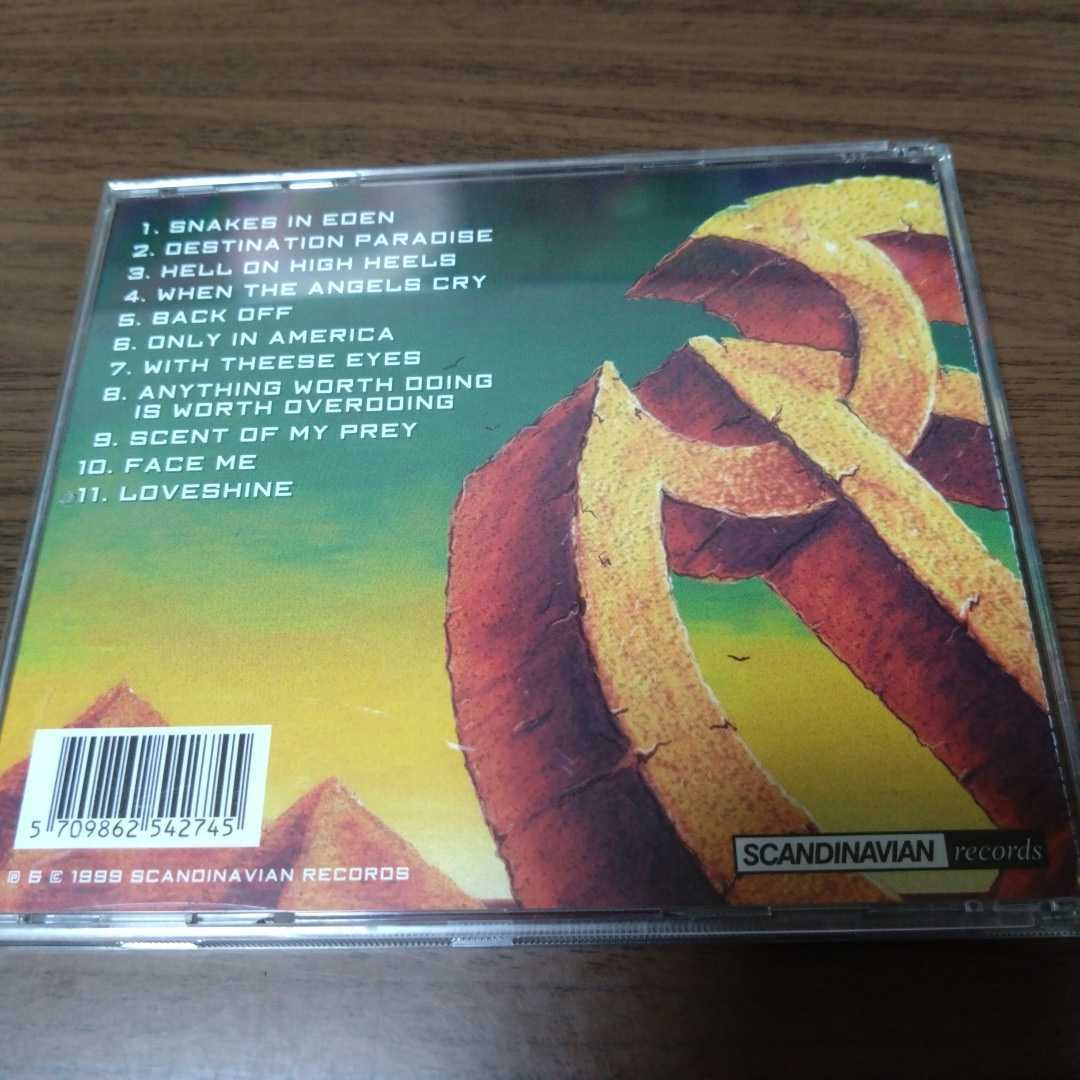 1. SNAKES IN EDEN
2. DESTINATION PARADISE
3. HELL ON HIGH HEELS
4. WHEN THE ANGELS CRY
5. BACK OFF
6. ONLY IN AMERICA
7. WITH THEESE EYES
8. ANYTHING WORTH DOING
IS WORTH OVERDOING
9. SCENT OF MY PREY
10. FACE ME
11. LOVESHINE
5 709862 542745
℗ & © 1999 SCANDINAVIAN RECORDS
SCANDINAVIAN records